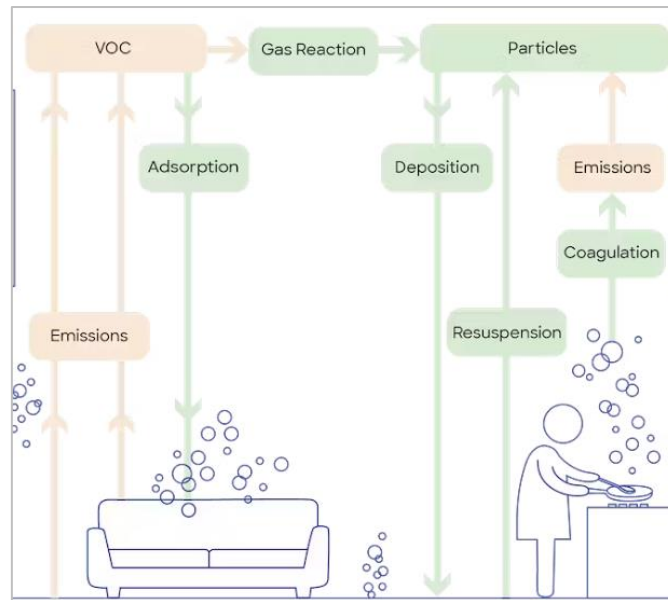 VOC
Gas Reaction
Particles
Adsorption
Deposition
Emissions
Coagulation
Emissions
Resuspension